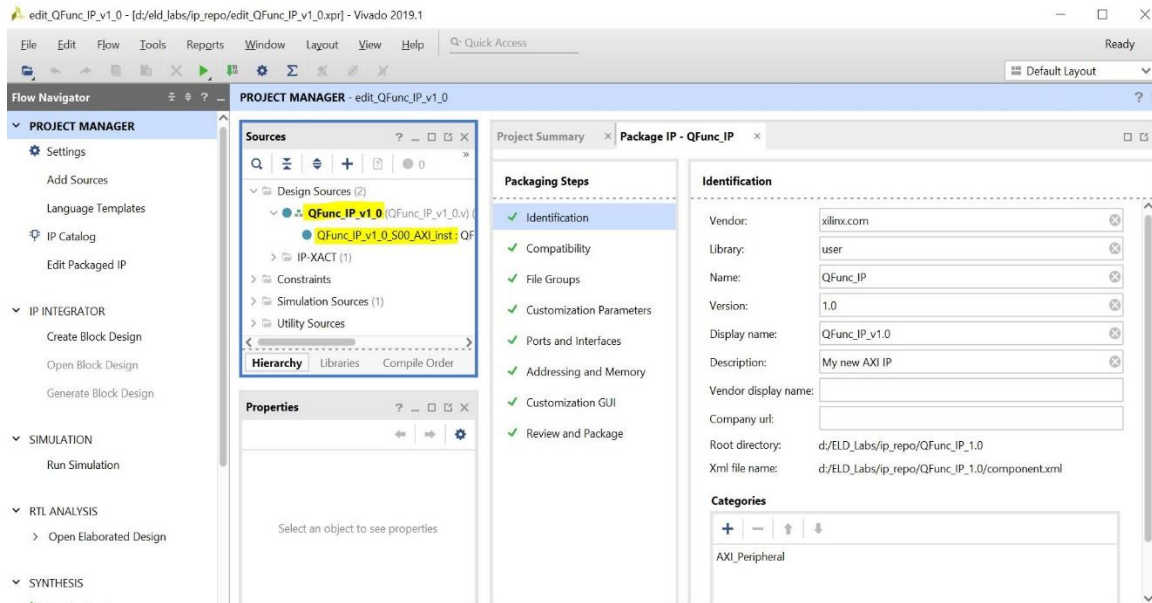 edit_QFunc_IP_v1_0 - [d:/eld_labs/ip_repo/edit_QFunc_IP_v1_0.xpr] - Vivado 2019.1
File Edit Flow Tools Reports Window Layout View Help Quick Access Ready
Default Layout
Flow Navigator
PROJECT MANAGER - edit_QFunc_IP_v1_0
PROJECT MANAGER
Settings
Add Sources
Language Templates
IP Catalog
Edit Packaged IP
IP INTEGRATOR
Create Block Design
Open Block Design
Generate Block Design
SIMULATION
Run Simulation
RTL ANALYSIS
Open Elaborated Design
SYNTHESIS
Sources
0
Design Sources (2)
QFunc_IP_v1_0 (QFunc_IP_v1_0.v) (
QFunc_IP_v1_0_S00_AXI_inst : QF
IP-XACT (1)
Constraints
Simulation Sources (1)
Utility Sources
Hierarchy Libraries Compile Order
Properties
Select an object to see properties
Project Summary Package IP - QFunc_IP
Packaging Steps
Identification
Compatibility
File Groups
Customization Parameters
Ports and Interfaces
Addressing and Memory
Customization GUI
Review and Package
Identification
Vendor: xilinx.com
Library: user
Name: QFunc_IP
Version: 1.0
Display name: QFunc_IP_v1.0
Description: My new AXI IP
Vendor display name:
Company url:
Root directory: d:/ELD_Labs/ip_repo/QFunc_IP_1.0
Xml file name: d:/ELD_Labs/ip_repo/QFunc_IP_1.0/component.xml
Categories
AXI_Peripheral